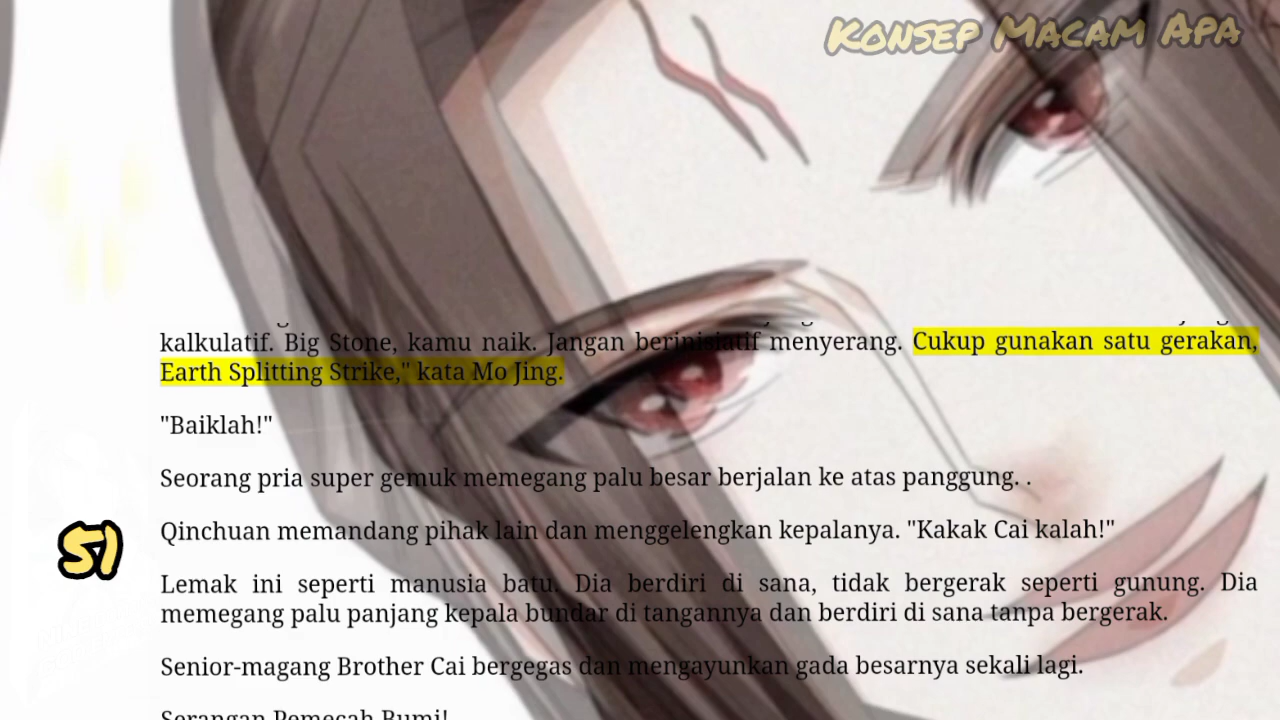 Konsep Macam Apa
kalkulatif. Big Stone, kamu naik. Jangan berinisiatif menyerang. Cukup gunakan satu gerakan,
Earth Splitting Strike," kata Mo Jing.
"Baiklah!"
Seorang pria super gemuk memegang palu besar berjalan ke atas panggung. .
Qinchuan memandang pihak lain dan menggelengkan kepalanya. "Kakak Cai kalah!"
51
Lemak ini seperti manusia batu. Dia berdiri di sana, tidak bergerak seperti gunung. Dia
memegang palu panjang kepala bundar di tangannya dan berdiri di sana tanpa bergerak.
Senior-magang Brother Cai bergegas dan mengayunkan gada besarnya sekali lagi.
Serangan Pemecah Bumi!